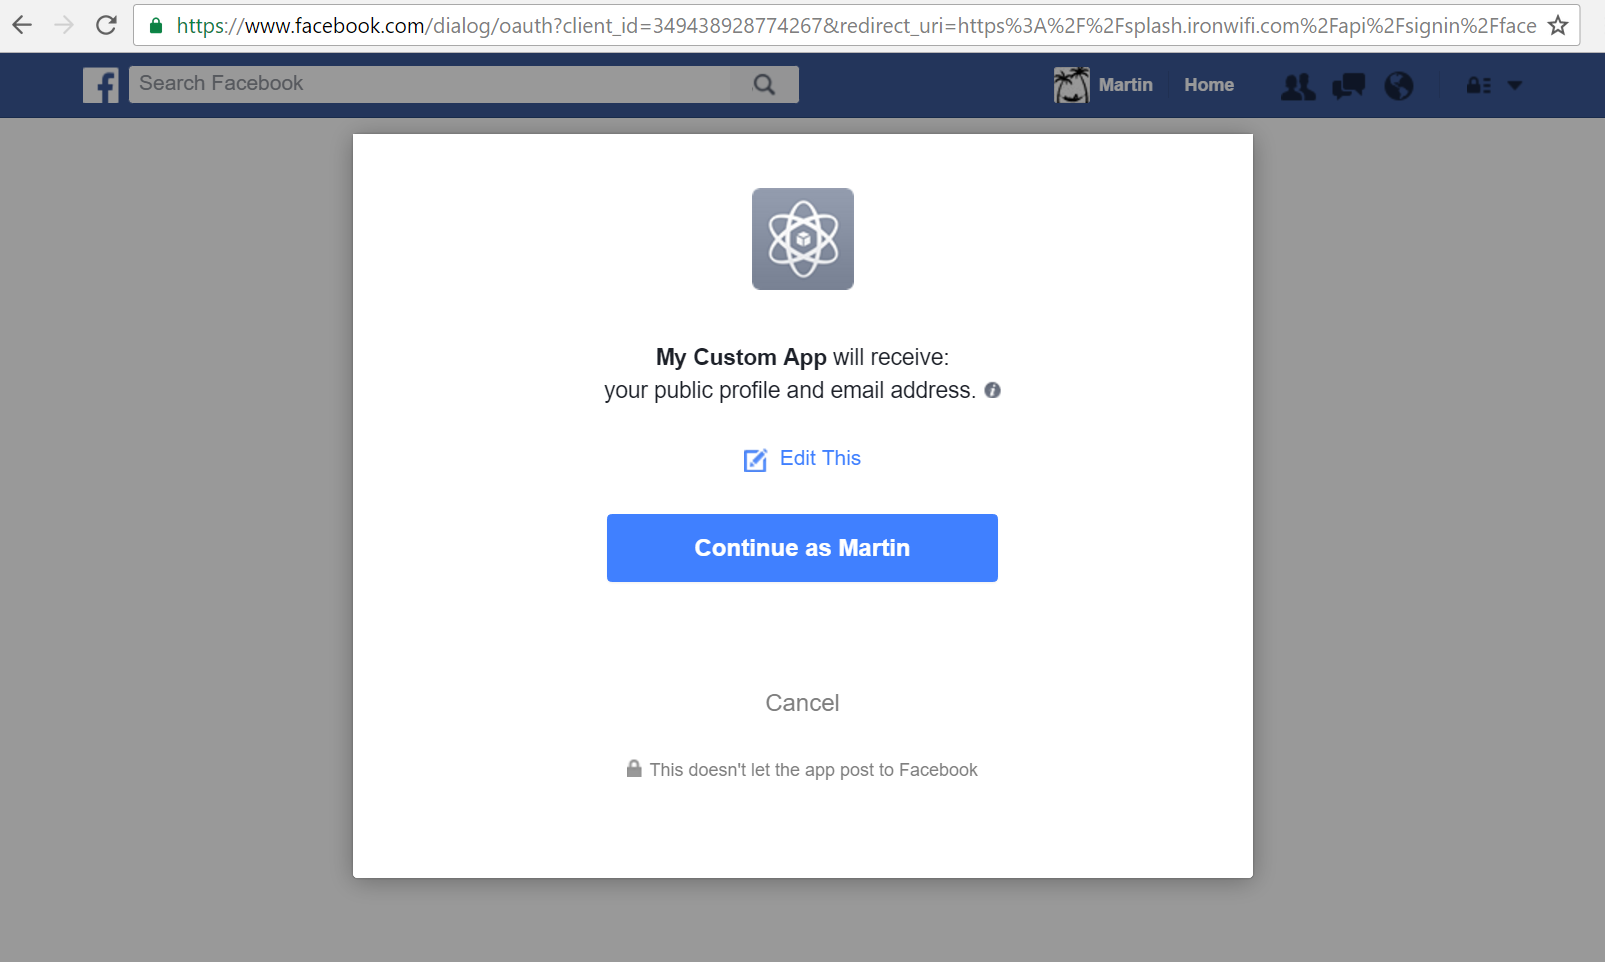 https://www.facebook.com/dialog/oauth?client_id=349438928774267&redirect_uri=https%3A%2F%2Fsplash.ironwifi.com%2Fapi%2Fsignin%2Fface
Search Facebook
Martin Home
My Custom App will receive:
your public profile and email address.
Edit This
Continue as Martin
Cancel
This doesn't let the app post to Facebook